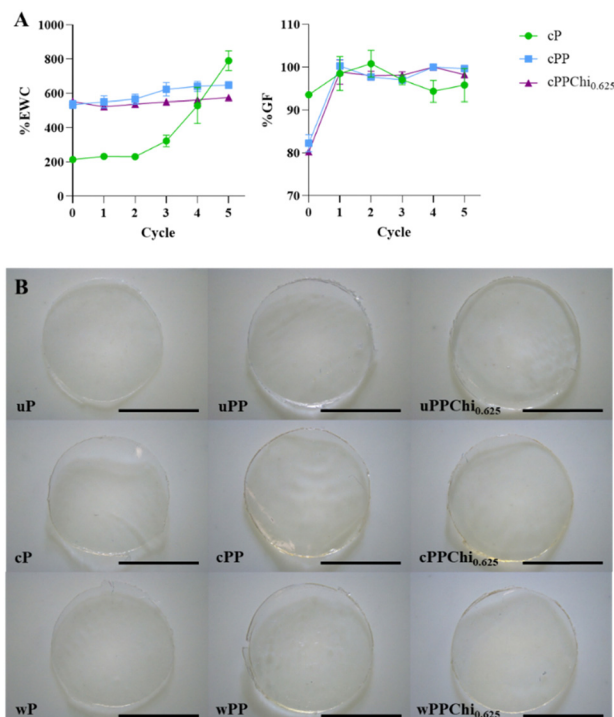 A
%EWC
1000
800
600
400
200
0
0 1 2 3 4 5
Cycle
%GF
110
100
90
80
70
0 1 2 3 4 5
Cycle
cP
cPP
cPPChi0.625
B
uP
uPP
uPPChi0.625
cP
cPP
cPPChi0.625
wP
wPP
wPPChi0.625